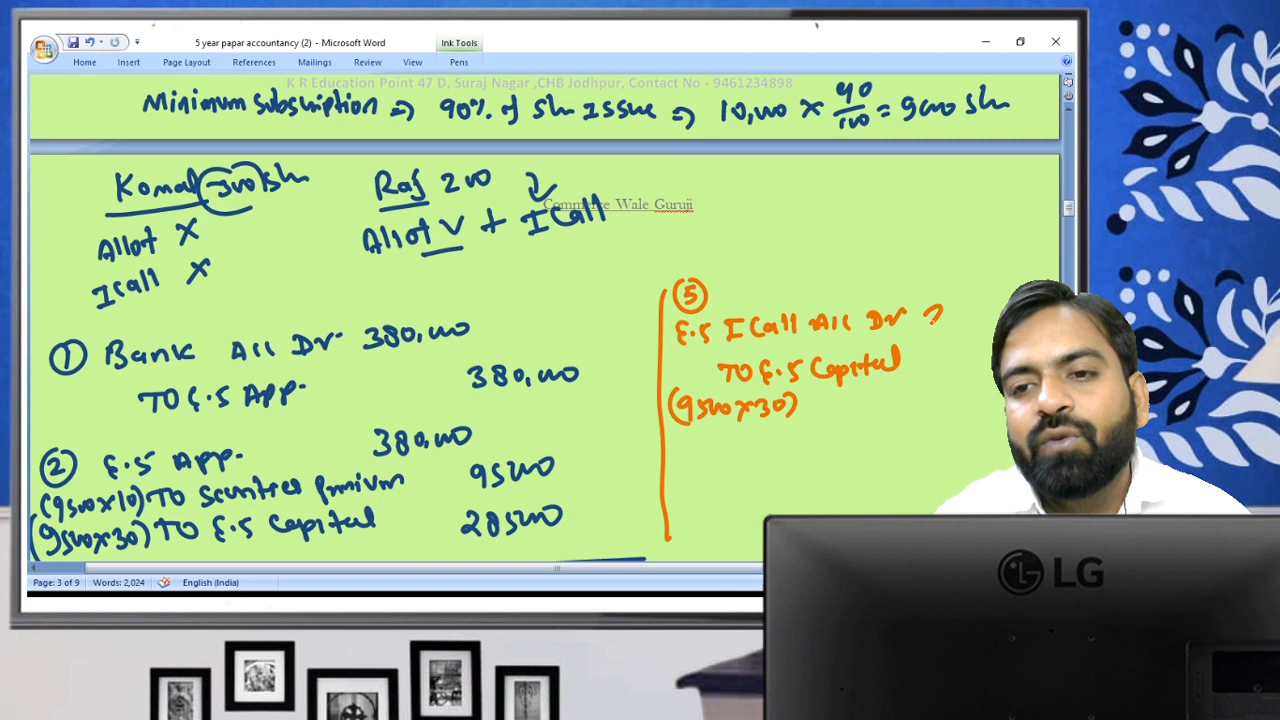 5 year papar accountancy (2) - Microsoft Word
Ink Tools
Home Insert Page Layout References Mailings Review View Pens
K R Education Point 47 D, Suraj Nagar ,CHB Jodhpur, Contact No - 9461234898
Minimum Subscription ⇒ 90% of Sh Issue ⇒ 10,000 × 90/100 = 9000 Sh
Komal 300 Sh
Allot ×
I Call ×
Raj 200
Allot ✓ + I Call
Commerce Wale Guruji
① Bank A/c Dr. 380,000
TO E.S App. 380,000
② E.S App. 380,000
(9500×10) TO Securities Premium 95000
(9500×30) TO E.S Capital 285000
⑤
E.S I Call A/c Dr 2
TO E.S Capital
(9500×30)
Page: 3 of 9 Words: 2,024 English (India)
LG